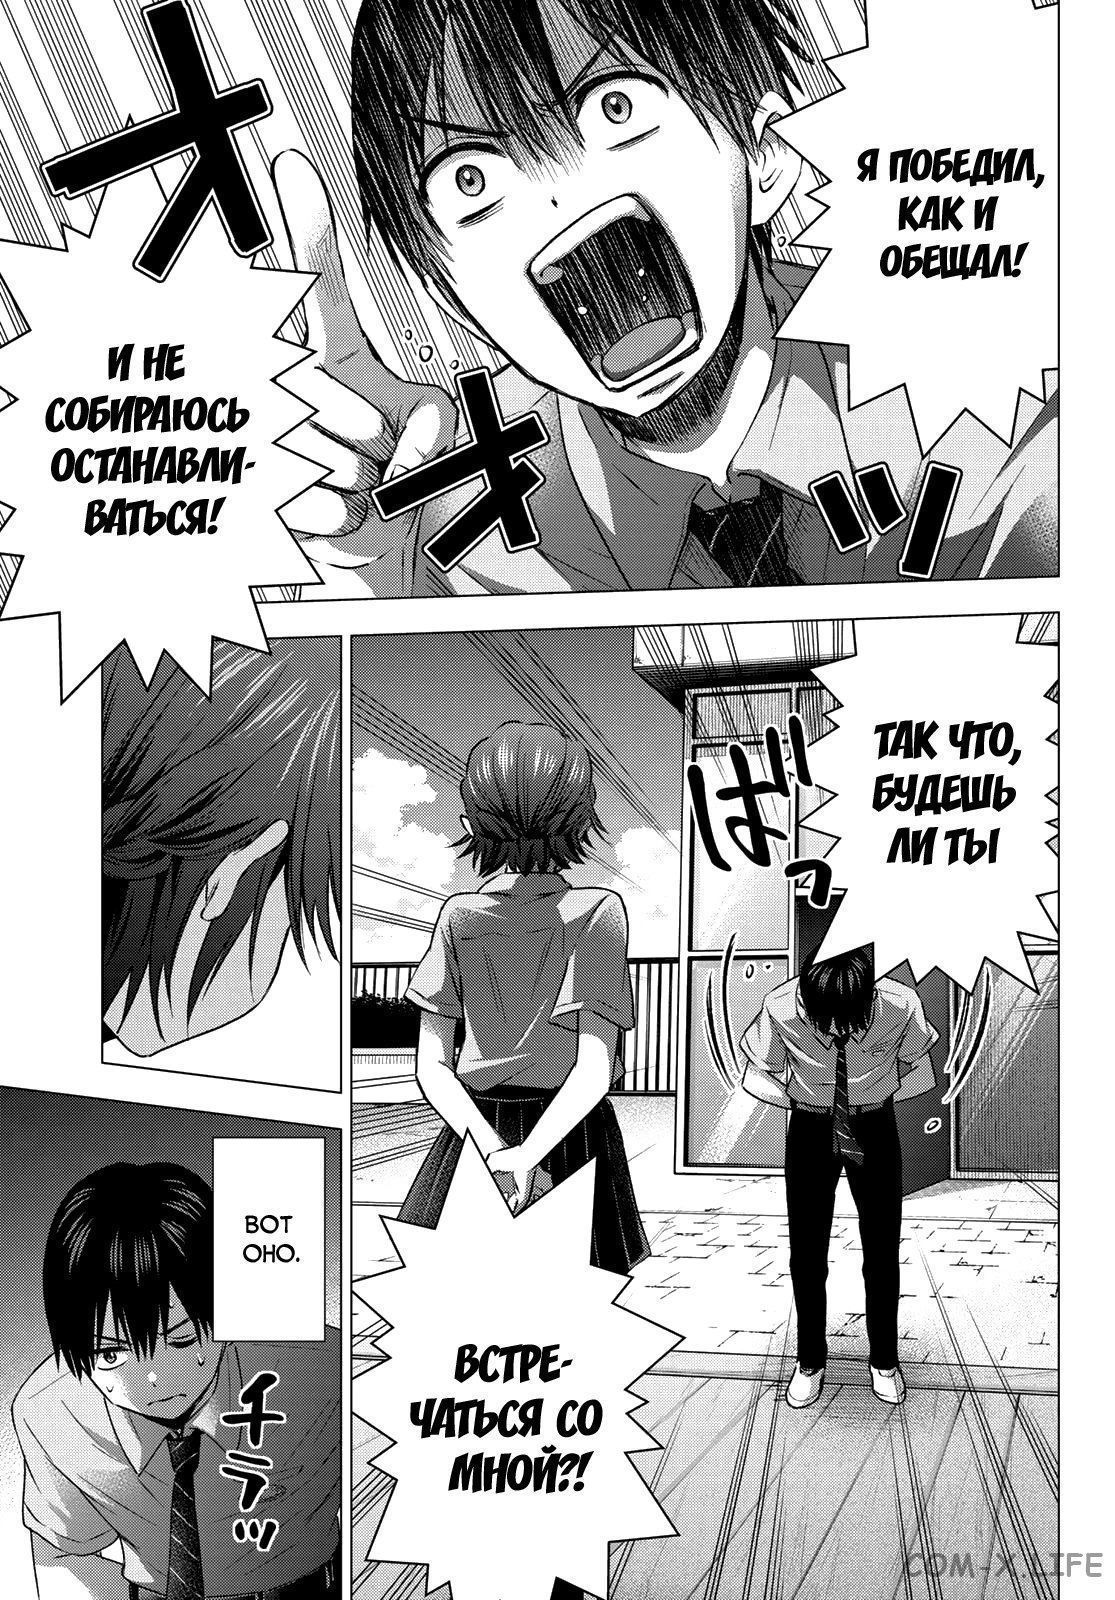 Я ПОБЕДИЛ,
КАК И
ОБЕЩАЛ!
オオオッ
И НЕ
СОБИРАЮСЬ
ОСТАНАВЛИ-
ВАТЬСЯ!
ТАК ЧТО,
БУДЕШЬ
ЛИ ТЫ
ばっ
ВСТРЕ-
ЧАТЬСЯ СО
МНОЙ?!
ВОТ
ОНО.
チラッ
COM-X.LIFE